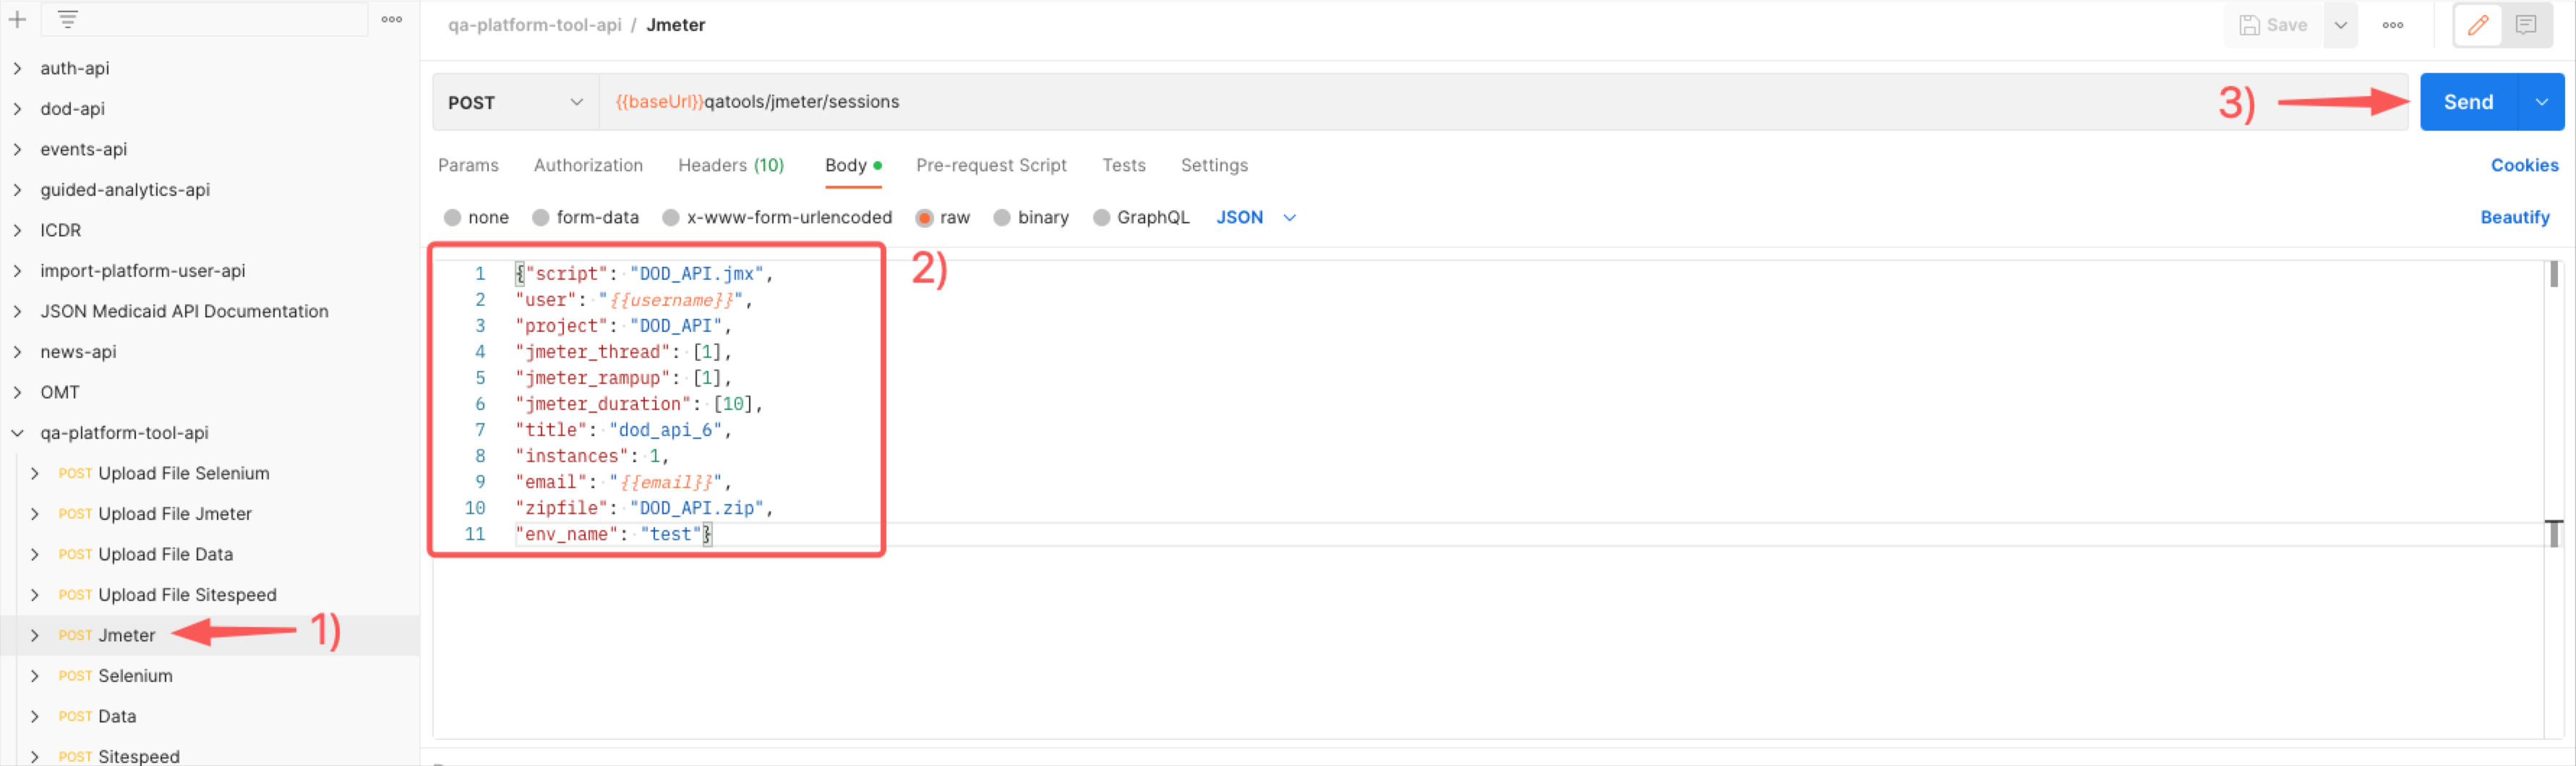 qa-platform-tool-api / Jmeter
Save
auth-api
dod-api
events-api
guided-analytics-api
ICDR
import-platform-user-api
JSON Medicaid API Documentation
news-api
OMT
qa-platform-tool-api
POST Upload File Selenium
POST Upload File Jmeter
POST Upload File Data
POST Upload File Sitespeed
POST Jmeter
1)
POST Selenium
POST Data
POST Sitespeed
POST
{{baseUrl}}qatools/jmeter/sessions
3)
Send
Params Authorization Headers (10) Body Pre-request Script Tests Settings
Cookies
none form-data x-www-form-urlencoded raw binary GraphQL JSON
Beautify
2)
1 {"script": "DOD_API.jmx",
2 "user": "{{username}}",
3 "project": "DOD_API",
4 "jmeter_thread": [1],
5 "jmeter_rampup": [1],
6 "jmeter_duration": [10],
7 "title": "dod_api_6",
8 "instances": 1,
9 "email": "{{email}}",
10 "zipfile": "DOD_API.zip",
11 "env_name": "test"}